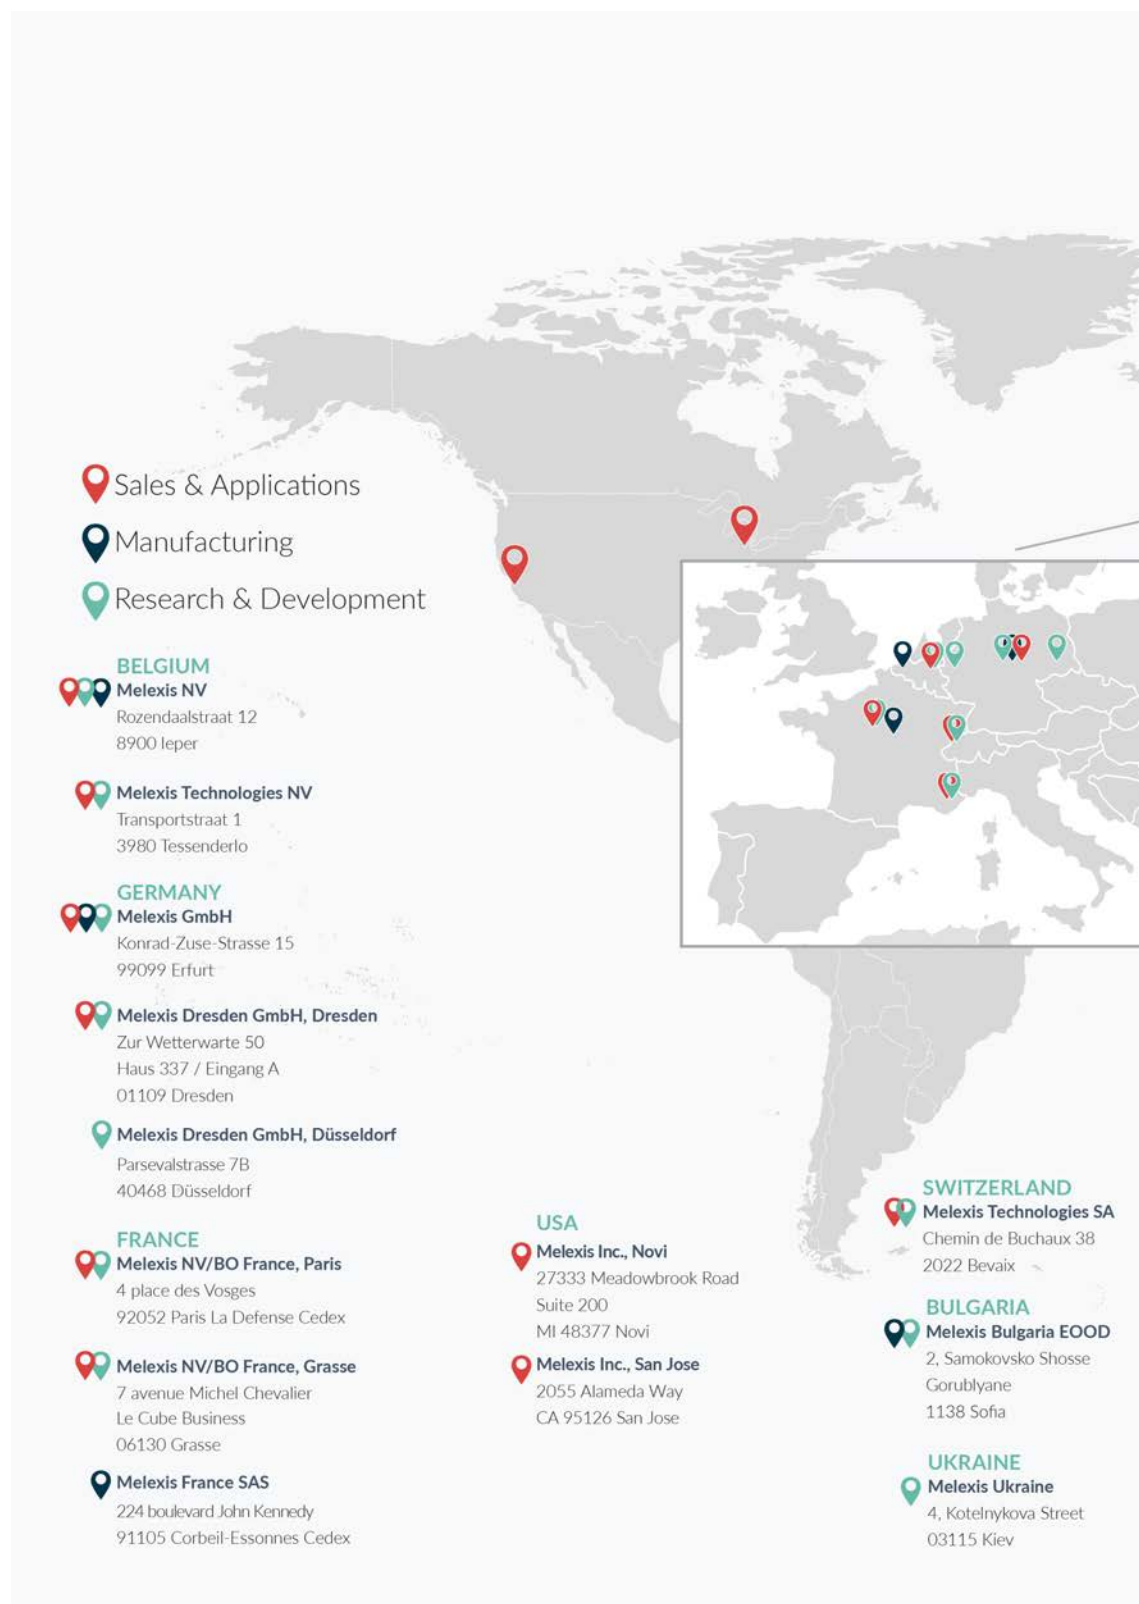 Sales & Applications
Manufacturing
Research & Development
BELGIUM
Melexis NV
Rozendaalstraat 12
8900 Ieper
Melexis Technologies NV
Transportstraat 1
3980 Tessenderlo
GERMANY
Melexis GmbH
Konrad-Zuse-Strasse 15
99099 Erfurt
Melexis Dresden GmbH, Dresden
Zur Wetterwarte 50
Haus 337 / Eingang A
01109 Dresden
Melexis Dresden GmbH, Düsseldorf
Parsevalstrasse 7B
40468 Düsseldorf
FRANCE
Melexis NV/BO France, Paris
4 place des Vosges
92052 Paris La Defense Cedex
Melexis NV/BO France, Grasse
7 avenue Michel Chevalier
Le Cube Business
06130 Grasse
Melexis France SAS
224 boulevard John Kennedy
91105 Corbeil-Essonnes Cedex
USA
Melexis Inc., Novi
27333 Meadowbrook Road
Suite 200
MI 48377 Novi
Melexis Inc., San Jose
2055 Alameda Way
CA 95126 San Jose
SWITZERLAND
Melexis Technologies SA
Chemin de Buchaux 38
2022 Bevaix
BULGARIA
Melexis Bulgaria EOOD
2, Samokovsko Shosse
Gorublyane
1138 Sofia
UKRAINE
Melexis Ukraine
4, Kotelnykova Street
03115 Kiev